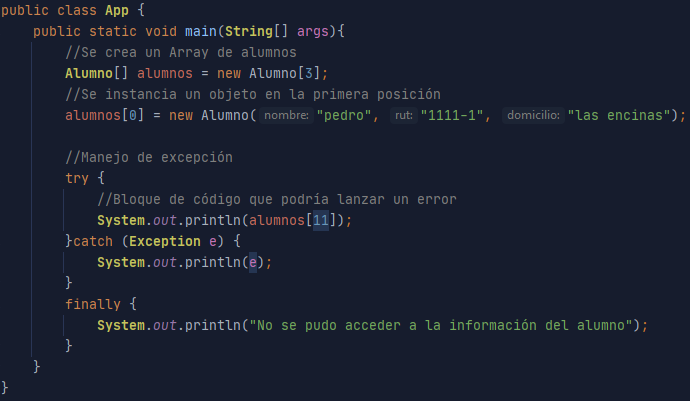 public class App {
public static void main(String[] args){
//Se crea un Array de alumnos
Alumno[] alumnos = new Alumno[3];
//Se instancia un objeto en la primera posición
alumnos[0] = new Alumno( nombre: "pedro", rut: "1111-1", domicilio: "las encinas");
//Manejo de excepción
try {
//Bloque de código que podria lanzar un error
System.out.println(alumnos[11]);
}catch (Exception e) {
System.out.println(e);
}
finally {
System.out.println("No se pudo acceder a la información del alumno");
}
}
}